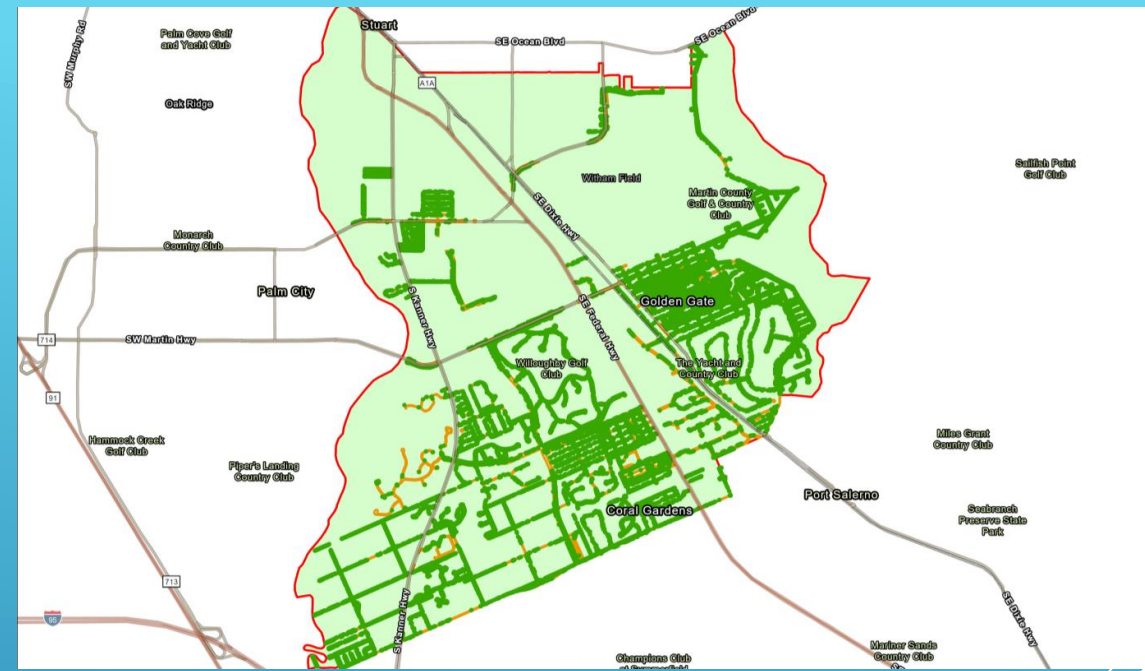 Stuart
SE Ocean Blvd
SE Ocean Blvd
Palm Cove Golf
and Yacht Club
SW Murphy Rd
A1A
Oak Ridge
Sailfish Point
Golf Club
Witham Field
Martin County
Golf & Country
Club
SE Dixie Hwy
Monarch
Country Club
Palm City
S Kanner Hwy
Golden Gate
SE Federal Hwy
714
SW Martin Hwy
Willoughby Golf
Club
The Yacht and
Country Club
91
Hammock Creek
Golf Club
Piper's Landing
Country Club
Miles Grant
Country Club
Port Salerno
Coral Gardens
Seabranch
Preserve State
Park
713
95
S Kanner Hwy
SE Dixie Hwy
Mariner Sands
Country Club
Champions Club